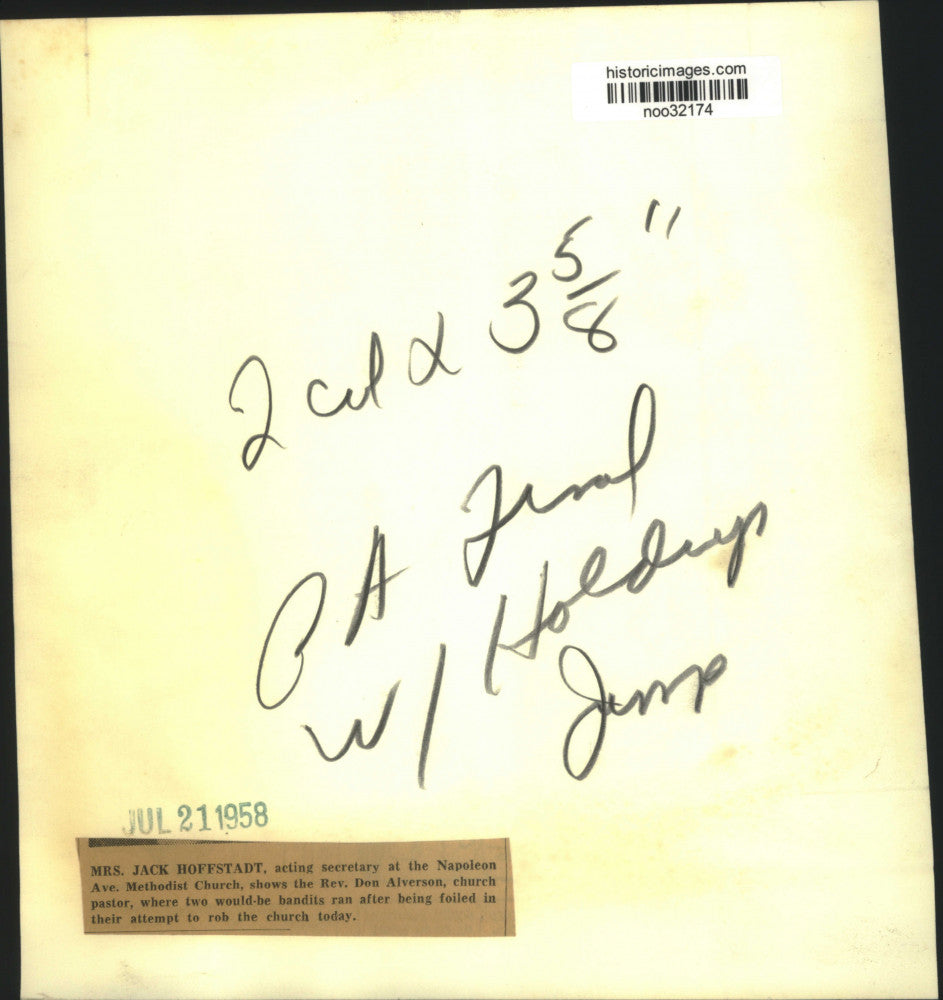 historicimages.com
noo32174
2 col x 3 5/8 "
PA Final
W/ Holdups
Jump
JUL 21 1958
MRS. JACK HOFFSTADT, acting secretary at the Napoleon
Ave. Methodist Church, shows the Rev. Don Alverson, church
pastor, where two would-be bandits ran after being foiled in
their attempt to rob the church today.